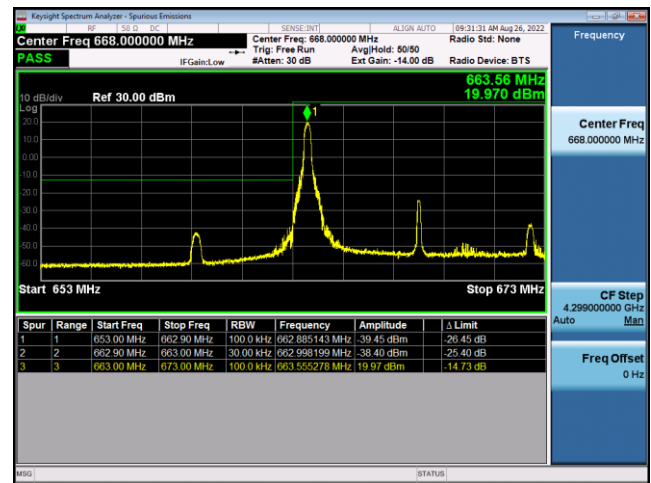 Keysight Spectrum Analyzer - Spurious Emissions
RF 50 Ω DC SENSE:INT ALIGN AUTO 09:31:31 AM Aug 26, 2022
Center Freq 668.000000 MHz
Center Freq: 668.000000 MHz Radio Std: None
Trig: Free Run Avg|Hold: 50/50
PASS IFGain:Low #Atten: 30 dB Ext Gain: -14.00 dB Radio Device: BTS
Frequency
663.56 MHz
10 dB/div Ref 30.00 dBm 19.970 dBm
Log
1
20.0
10.0
0.00
-10.0
-20.0
-30.0
-40.0
-50.0
-60.0
Start 653 MHz Stop 673 MHz
Center Freq
668.000000 MHz
CF Step
4.299000000 GHz
Auto Man
Freq Offset
0 Hz
Spur Range Start Freq Stop Freq RBW Frequency Amplitude Δ Limit
1 1 653.00 MHz 662.90 MHz 100.0 kHz 662.885143 MHz -39.45 dBm -26.45 dB
2 2 662.90 MHz 663.00 MHz 30.00 kHz 662.998199 MHz -38.40 dBm -25.40 dB
3 3 663.00 MHz 673.00 MHz 100.0 kHz 663.555278 MHz 19.97 dBm -14.73 dB
MSG STATUS